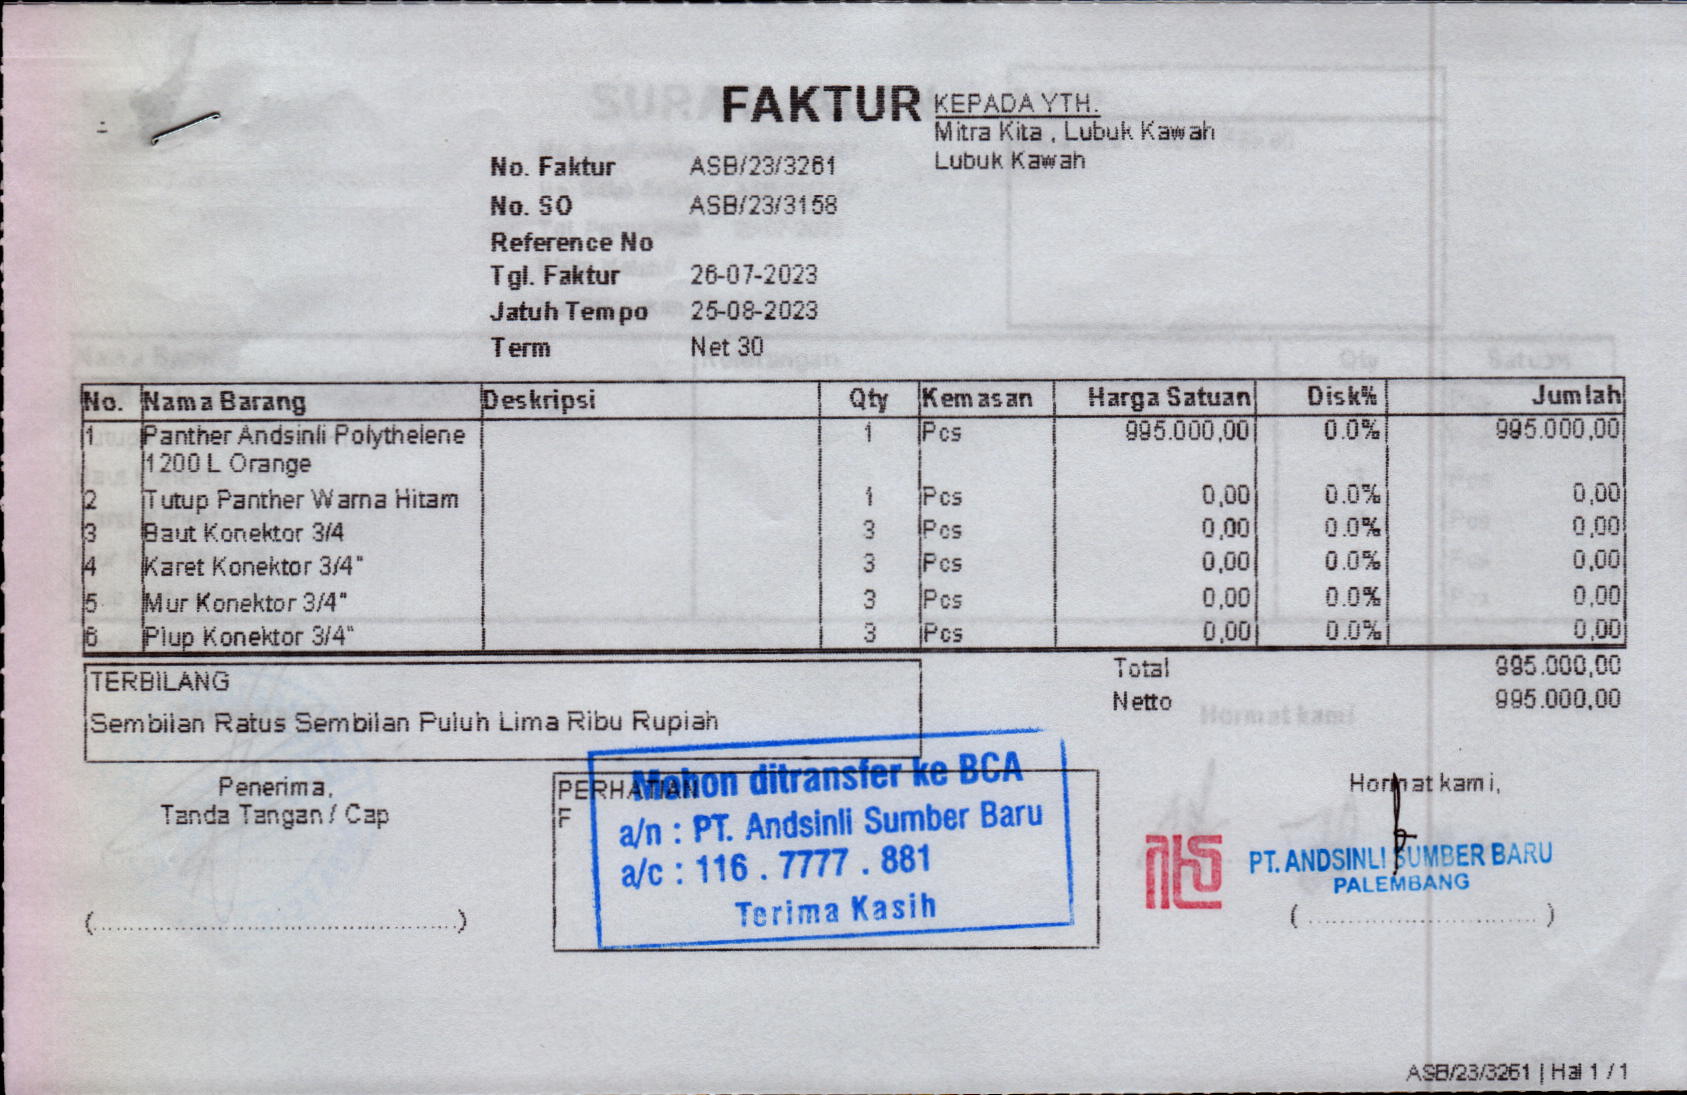 FAKTUR
KEPADA YTH.
Mitra Kita , Lubuk Kawah
Lubuk Kawah
No. Faktur ASB/23/3261
No. SO ASB/23/3158
Reference No
Tgl. Faktur 26-07-2023
Jatuh Tempo 25-08-2023
Term Net 30
No. Nama Barang Deskripsi Qty Kemasan Harga Satuan Disk% Jumlah
1 Panther Andsinli Polythelene 1 Pcs 995.000,00 0.0% 995.000,00
1200 L Orange
2 Tutup Panther Warna Hitam 1 Pcs 0,00 0.0% 0,00
3 Baut Konektor 3/4 3 Pcs 0,00 0.0% 0,00
4 Karet Konektor 3/4" 3 Pcs 0,00 0.0% 0,00
5 Mur Konektor 3/4" 3 Pcs 0,00 0.0% 0,00
6 Plup Konektor 3/4" 3 Pcs 0,00 0.0% 0,00
Total 995.000,00
Netto 995.000,00
TERBILANG
Sembilan Ratus Sembilan Puluh Lima Ribu Rupiah
Penerima,
Tanda Tangan / Cap
(..............................................)
PERHATIAN
F
Mohon ditransfer ke BCA
a/n : PT. Andsinli Sumber Baru
a/c : 116 . 7777 . 881
Terima Kasih
Hormat kami,
PT. ANDSINLI SUMBER BARU
PALEMBANG
( ............................. )
ASB/23/3261 | Hal 1 / 1